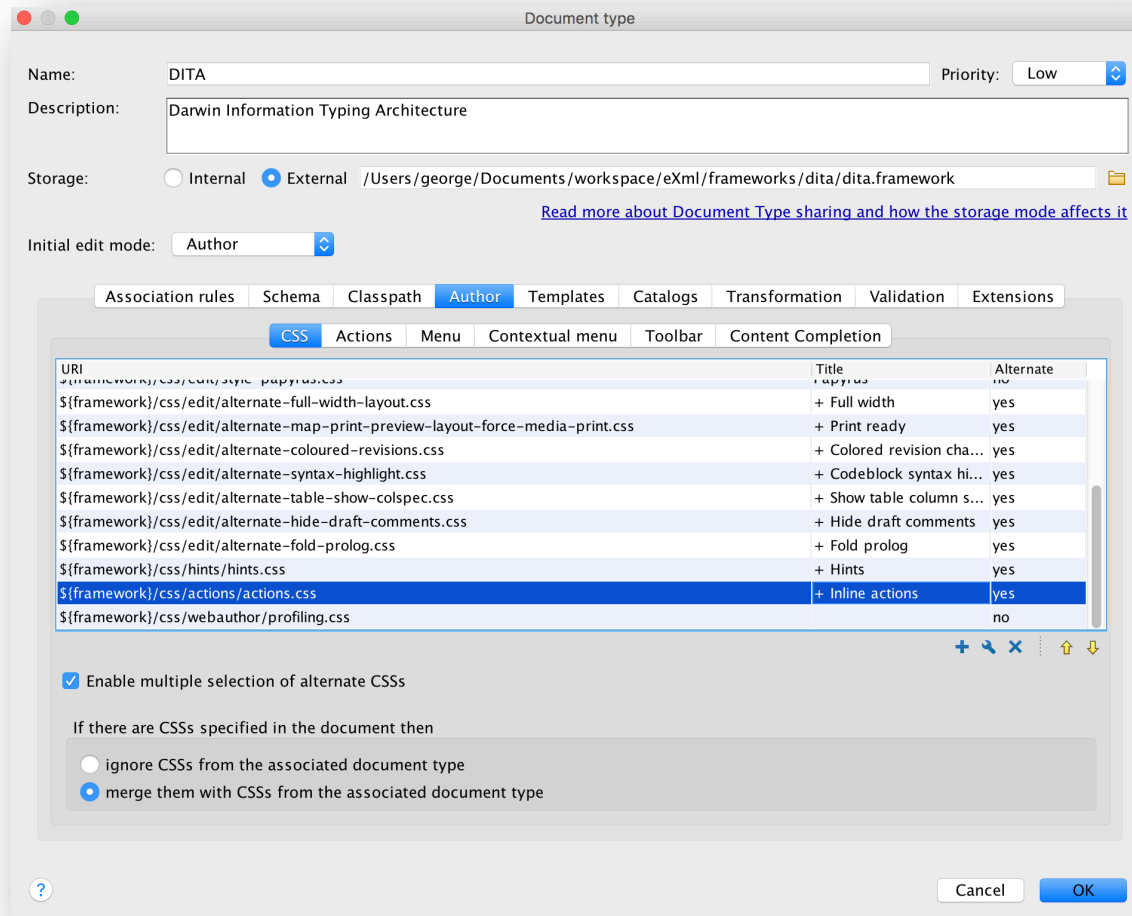 Document type
Name: DITA Priority: Low
Description: Darwin Information Typing Architecture
Storage: Internal External /Users/george/Documents/workspace/eXml/frameworks/dita/dita.framework
Read more about Document Type sharing and how the storage mode affects it
Initial edit mode: Author
Association rules Schema Classpath Author Templates Catalogs Transformation Validation Extensions
CSS Actions Menu Contextual menu Toolbar Content Completion
URI Title Alternate
${framework}/css/edit/style-papyrus.css Papyrus no
${framework}/css/edit/alternate-full-width-layout.css + Full width yes
${framework}/css/edit/alternate-map-print-preview-layout-force-media-print.css + Print ready yes
${framework}/css/edit/alternate-coloured-revisions.css + Colored revision cha... yes
${framework}/css/edit/alternate-syntax-highlight.css + Codeblock syntax hi... yes
${framework}/css/edit/alternate-table-show-colspec.css + Show table column s... yes
${framework}/css/edit/alternate-hide-draft-comments.css + Hide draft comments yes
${framework}/css/edit/alternate-fold-prolog.css + Fold prolog yes
${framework}/css/hints/hints.css + Hints yes
${framework}/css/actions/actions.css + Inline actions yes
${framework}/css/webauthor/profiling.css no
Enable multiple selection of alternate CSSs
If there are CSSs specified in the document then
ignore CSSs from the associated document type
merge them with CSSs from the associated document type
? Cancel OK